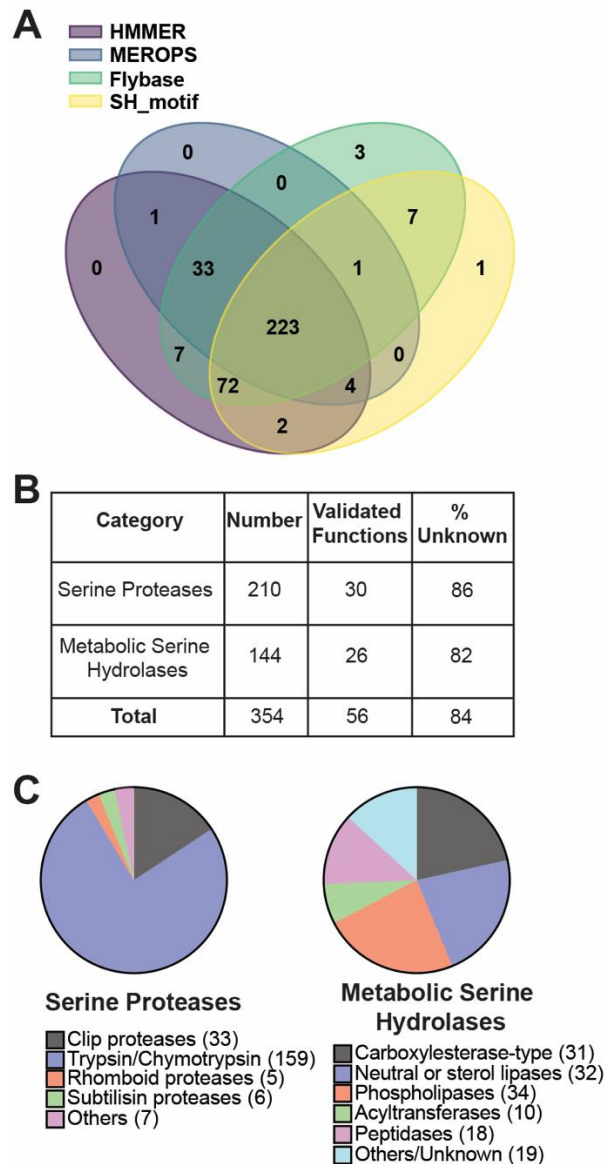 A
HMMER
MEROPS
Flybase
SH_motif
0
3
0
1
7
0
33
1
1
223
7
0
72
4
2
B
Category Number Validated Functions % Unknown
Serine Proteases 210 30 86
Metabolic Serine Hydrolases 144 26 82
Total 354 56 84
C
Serine Proteases
Clip proteases (33)
Trypsin/Chymotrypsin (159)
Rhomboid proteases (5)
Subtilisin proteases (6)
Others (7)
Metabolic Serine
Hydrolases
Carboxylesterase-type (31)
Neutral or sterol lipases (32)
Phospholipases (34)
Acyltransferases (10)
Peptidases (18)
Others/Unknown (19)